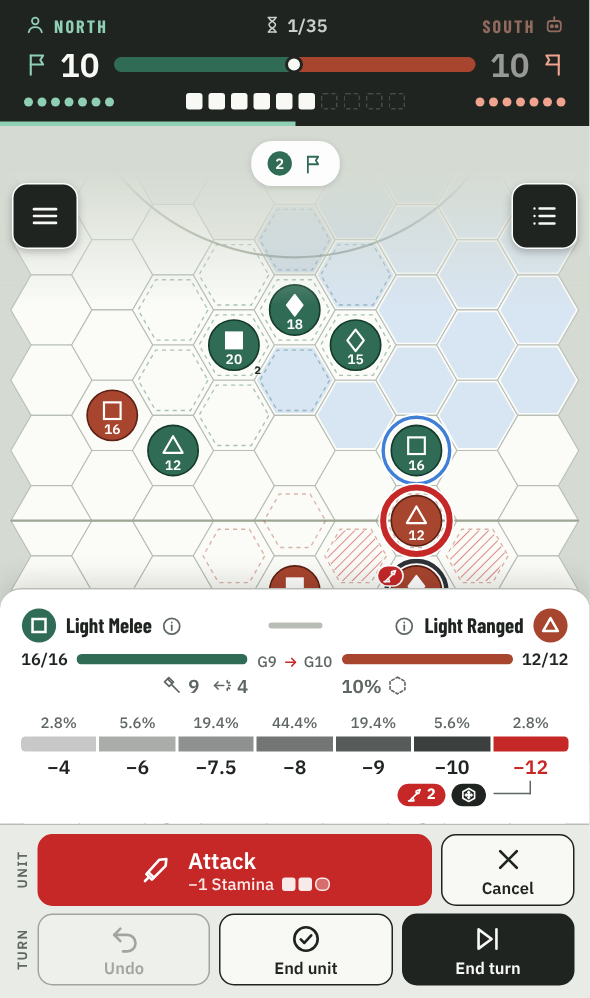 NORTH
1/35
SOUTH
10
10
2
18
20
15
2
16
12
16
12
Light Melee
Light Ranged
16/16
G9 → G10
12/12
9
4
10%
2.8%
5.6%
19.4%
44.4%
19.4%
5.6%
2.8%
−4
−6
−7.5
−8
−9
−10
−12
2
UNIT
Attack
−1 Stamina
Cancel
TURN
Undo
End unit
End turn